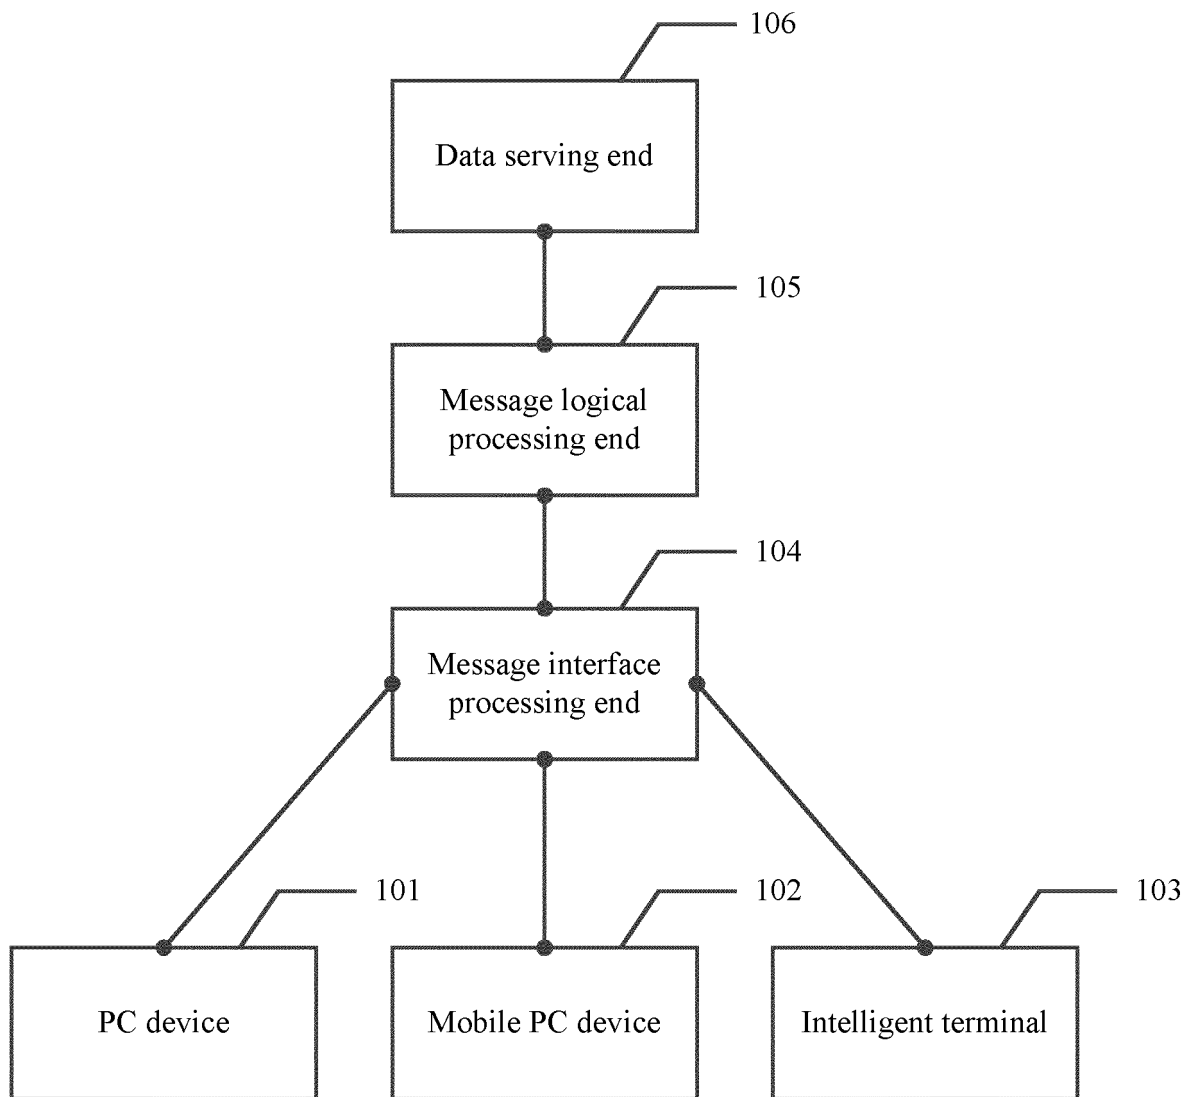 106
Data serving end
105
Message logical
processing end
104
Message interface
processing end
101
102
103
PC device
Mobile PC device
Intelligent terminal